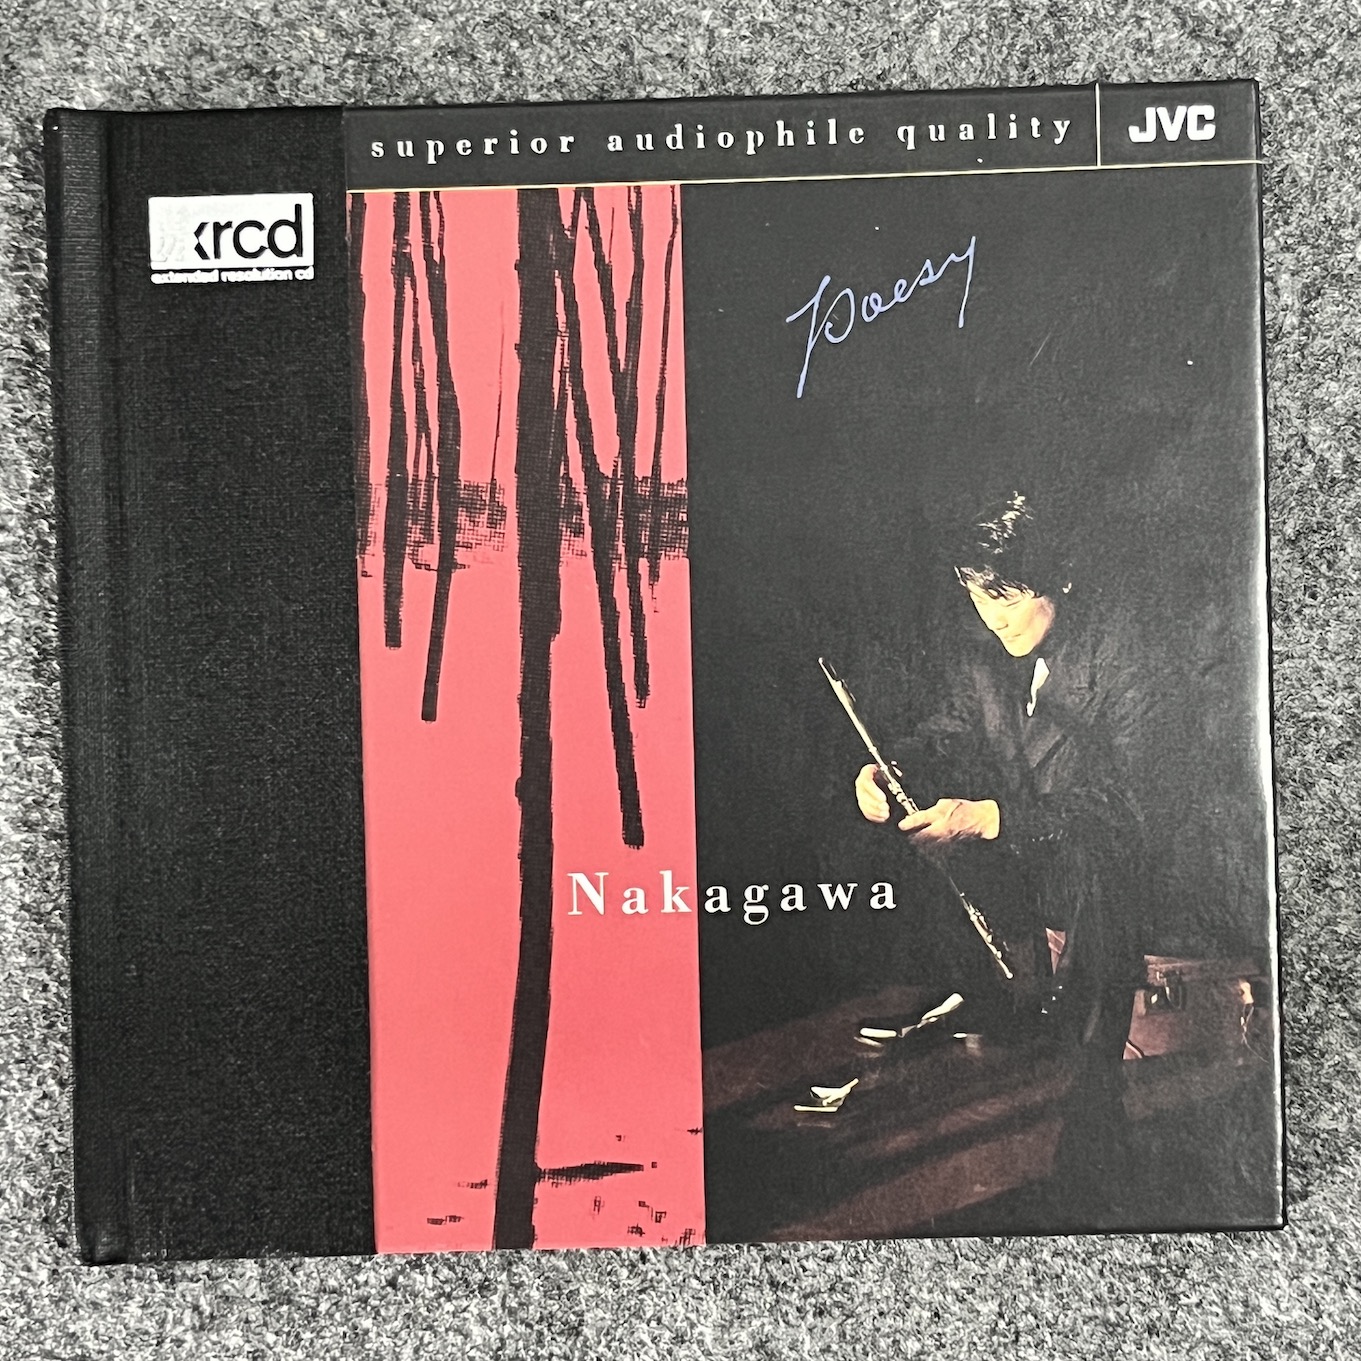 superior audiophile quality JVC
xrcd
extended resolution cd
Poesy
Nakagawa